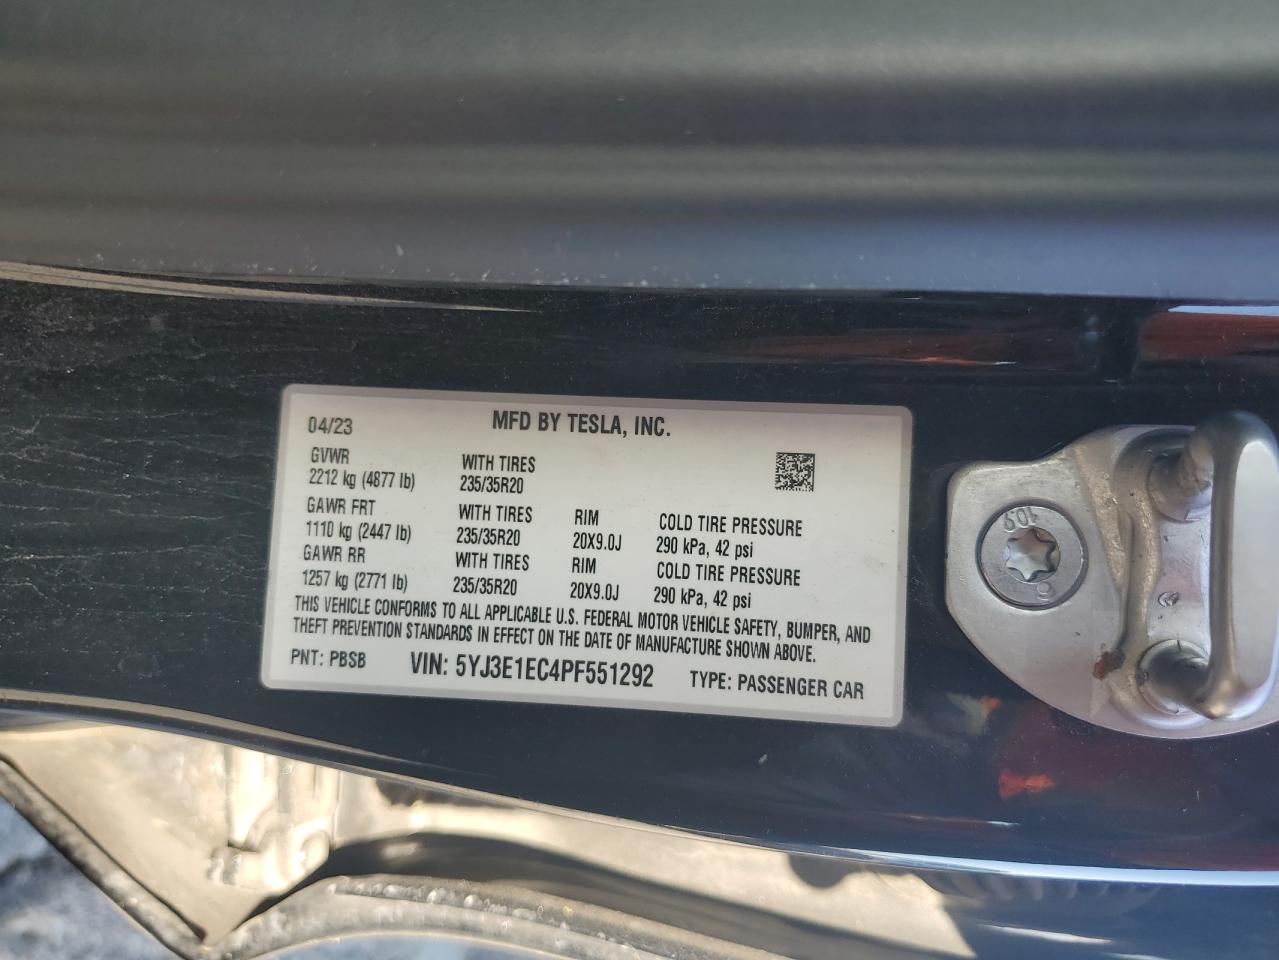 04/23 MFD BY TESLA, INC.
GVWR WITH TIRES
2212 kg (4877 lb) 235/35R20
GAWR FRT WITH TIRES RIM COLD TIRE PRESSURE
1110 kg (2447 lb) 235/35R20 20X9.0J 290 kPa, 42 psi
GAWR RR WITH TIRES RIM COLD TIRE PRESSURE
1257 kg (2771 lb) 235/35R20 20X9.0J 290 kPa, 42 psi
THIS VEHICLE CONFORMS TO ALL APPLICABLE U.S. FEDERAL MOTOR VEHICLE SAFETY, BUMPER, AND
THEFT PREVENTION STANDARDS IN EFFECT ON THE DATE OF MANUFACTURE SHOWN ABOVE.
PNT: PBSB VIN: 5YJ3E1EC4PF551292 TYPE: PASSENGER CAR